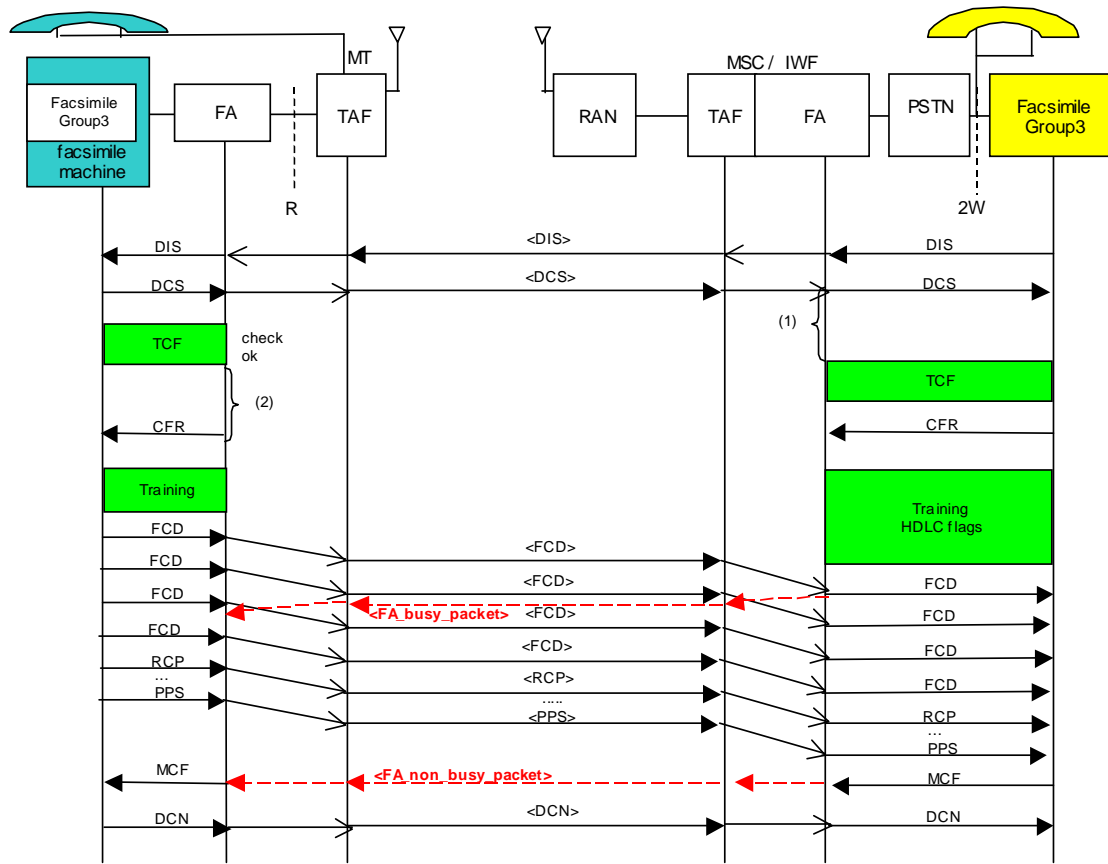 MT
MSC / IWF
Facsimile
Group3
facsimile
machine
FA
TAF
RAN
TAF
FA
PSTN
Facsimile
Group3
R
2W
DIS
<DIS>
DIS
DCS
<DCS>
DCS
(1)
TCF
check
ok
TCF
(2)
CFR
CFR
Training
Training
HDLC flags
FCD
<FCD>
FCD
FCD
<FCD>
FCD
FCD
<FA_busy_packet>
<FCD>
FCD
FCD
<FCD>
FCD
RCP
...
<RCP>
.....
RCP
...
PPS
<PPS>
PPS
MCF
<FA_non_busy_packet>
MCF
DCN
<DCN>
DCN